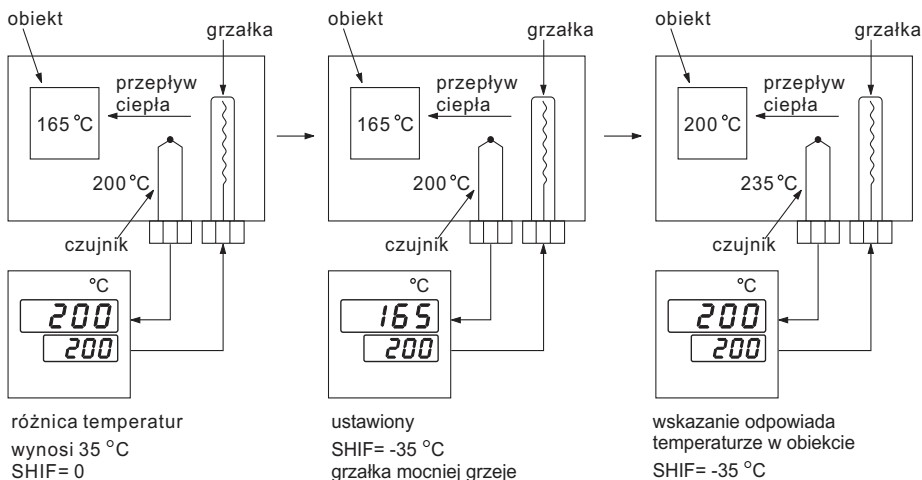 obiekt
grzałka
przepływ
ciepła
165 °C
200 °C
czujnik
°C
200
200
różnica temperatur
wynosi 35 °C
SHIF= 0
obiekt
grzałka
przepływ
ciepła
165 °C
200 °C
czujnik
°C
165
200
ustawiony
SHIF= -35 °C
grzałka mocniej grzeje
obiekt
grzałka
przepływ
ciepła
200 °C
235 °C
czujnik
°C
200
200
wskazanie odpowiada
temperaturze w obiekcie
SHIF= -35 °C